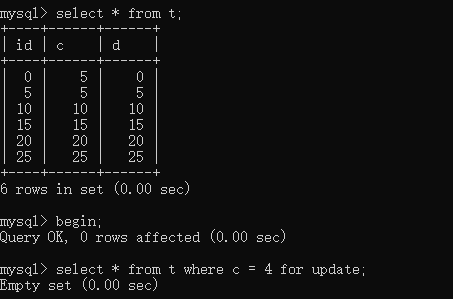 mysql> select * from t;
+----+------+------+
| id | c    | d    |
+----+------+------+
|  0 |    5 |    0 |
|  5 |    5 |    5 |
| 10 |   10 |   10 |
| 15 |   15 |   15 |
| 20 |   20 |   20 |
| 25 |   25 |   25 |
+----+------+------+
6 rows in set (0.00 sec)
mysql> begin;
Query OK, 0 rows affected (0.00 sec)
mysql> select * from t where c = 4 for update;
Empty set (0.00 sec)